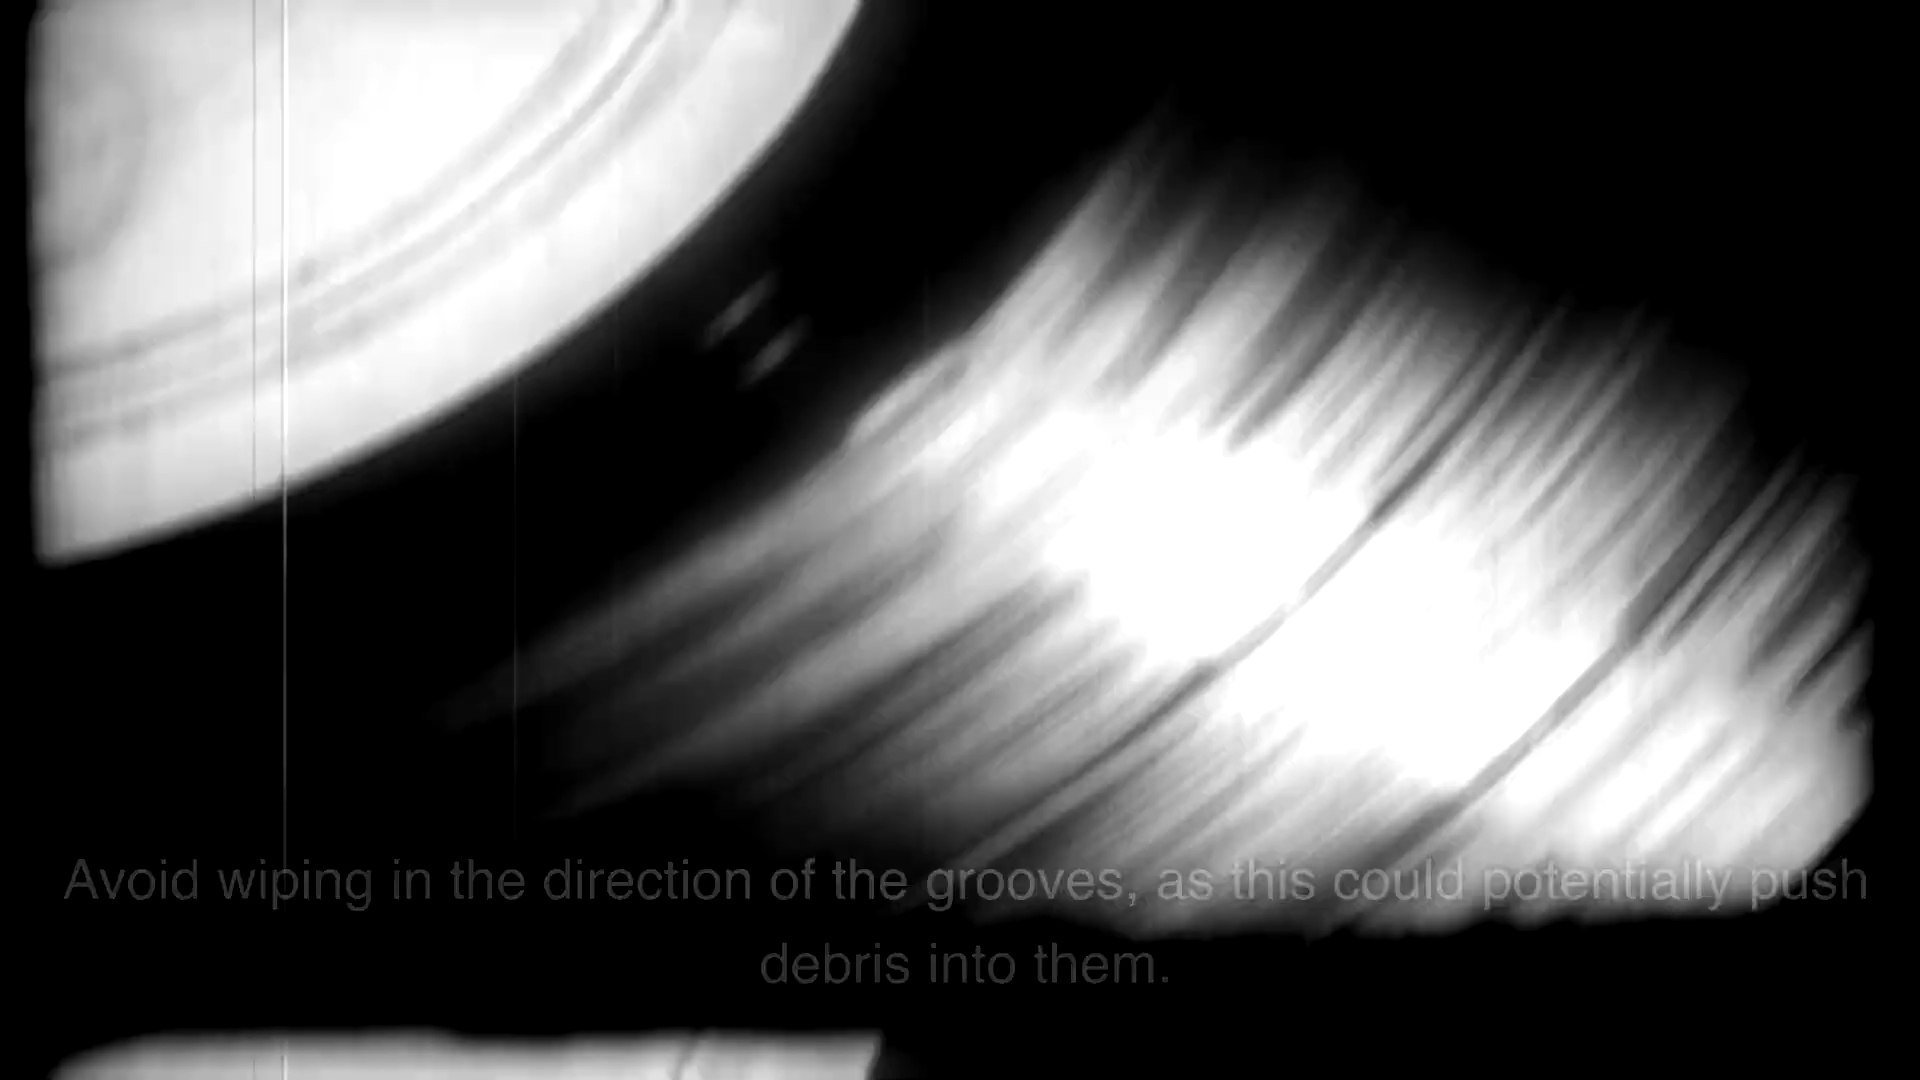 Avoid wiping in the direction of the grooves, as this could potentially push
debris into them.